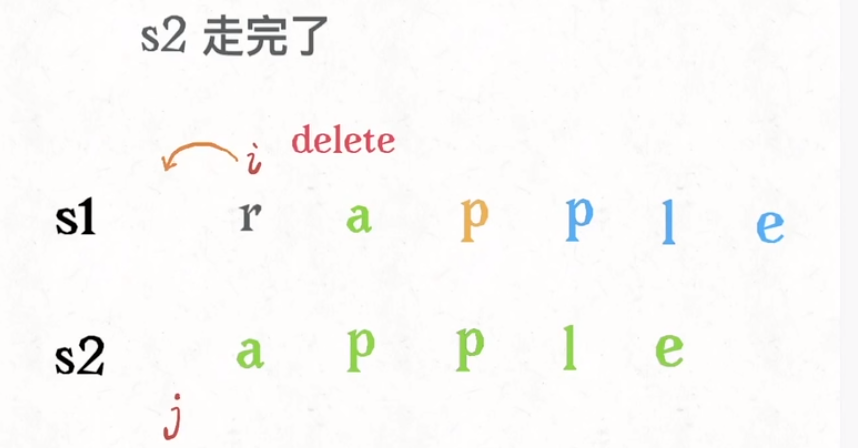 s2 走完了
i delete
s1 r a p p l e
s2 a p p l e
j